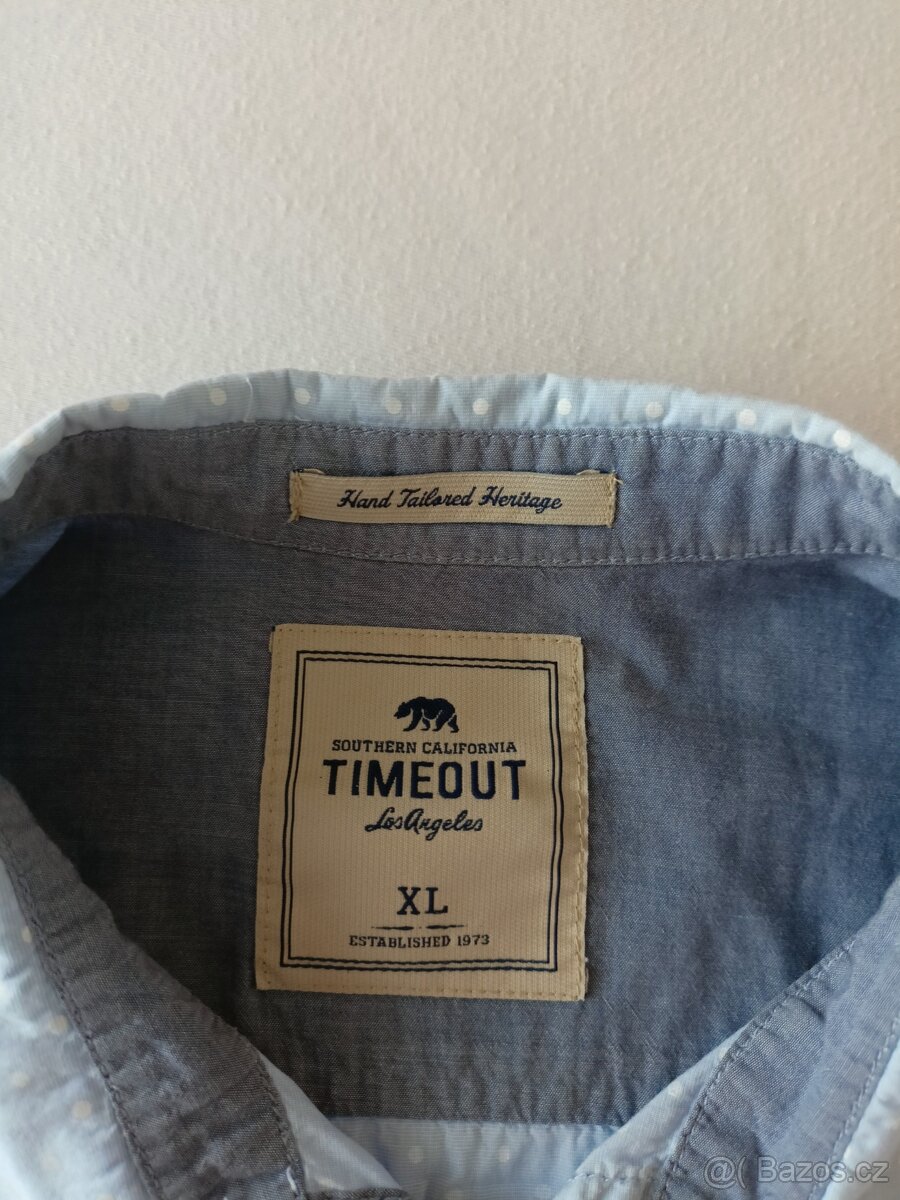 Hand Tailored Heritage
SOUTHERN CALIFORNIA
TIMEOUT
Los Angeles
XL
ESTABLISHED 1973
@( Bazos.cz